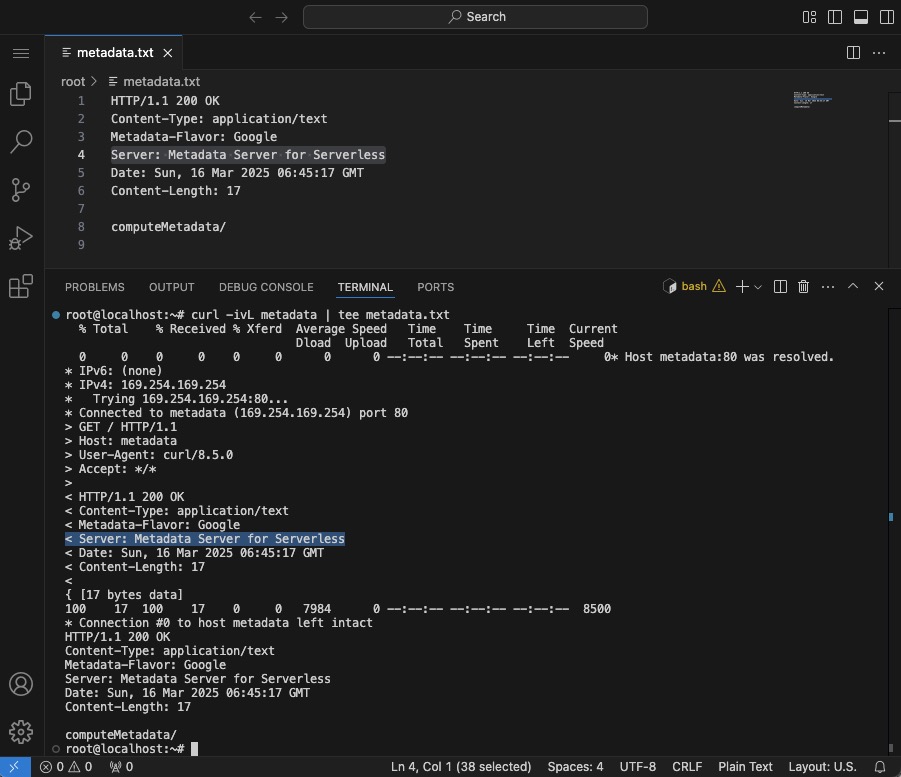 Search
metadata.txt
root > metadata.txt
1 HTTP/1.1 200 OK
2 Content-Type: application/text
3 Metadata-Flavor: Google
4 Server: Metadata Server for Serverless
5 Date: Sun, 16 Mar 2025 06:45:17 GMT
6 Content-Length: 17
7
8 computeMetadata/
9
PROBLEMS OUTPUT DEBUG CONSOLE TERMINAL PORTS bash
root@localhost:~# curl -ivL metadata | tee metadata.txt
% Total % Received % Xferd Average Speed Time Time Time Current
Dload Upload Total Spent Left Speed
0 0 0 0 0 0 0 0 --:--:-- --:--:-- --:--:-- 0* Host metadata:80 was resolved.
* IPv6: (none)
* IPv4: 169.254.169.254
* Trying 169.254.169.254:80...
* Connected to metadata (169.254.169.254) port 80
> GET / HTTP/1.1
> Host: metadata
> User-Agent: curl/8.5.0
> Accept: */*
>
< HTTP/1.1 200 OK
< Content-Type: application/text
< Metadata-Flavor: Google
< Server: Metadata Server for Serverless
< Date: Sun, 16 Mar 2025 06:45:17 GMT
< Content-Length: 17
<
{ [17 bytes data]
100 17 100 17 0 0 7984 0 --:--:-- --:--:-- --:--:-- 8500
* Connection #0 to host metadata left intact
HTTP/1.1 200 OK
Content-Type: application/text
Metadata-Flavor: Google
Server: Metadata Server for Serverless
Date: Sun, 16 Mar 2025 06:45:17 GMT
Content-Length: 17
computeMetadata/
root@localhost:~#
0 0 0 Ln 4, Col 1 (38 selected) Spaces: 4 UTF-8 CRLF Plain Text Layout: U.S.